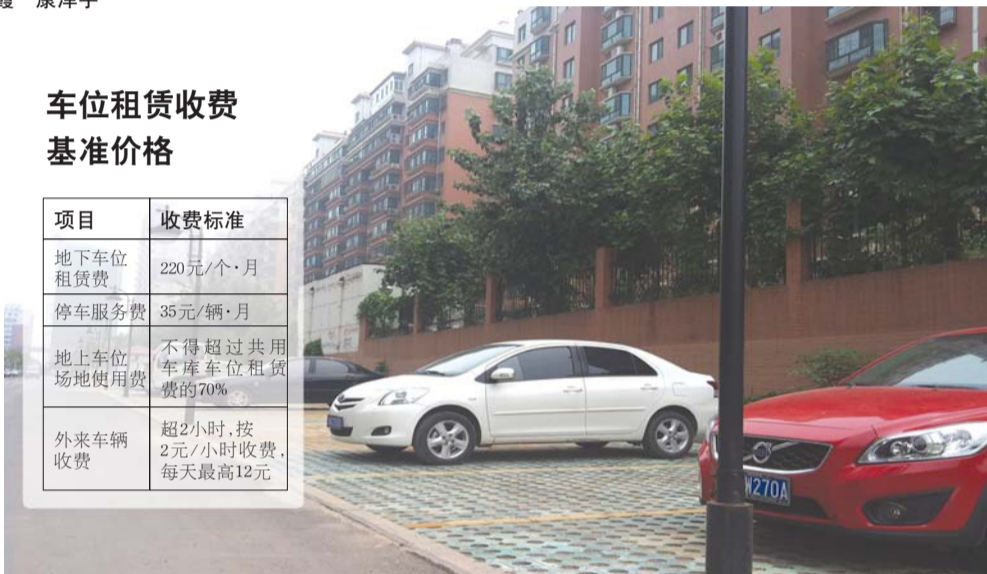 康泽宇
车位租赁收费
基准价格
项目
收费标准
地下车位
租赁费
220元/个·月
停车服务费
35元/辆·月
地上车位
场地使用费
不得超过共用
车库车位租赁
费的70%
外来车辆
收费
超2小时,按
2元/小时收费,
每天最高12元
W270A